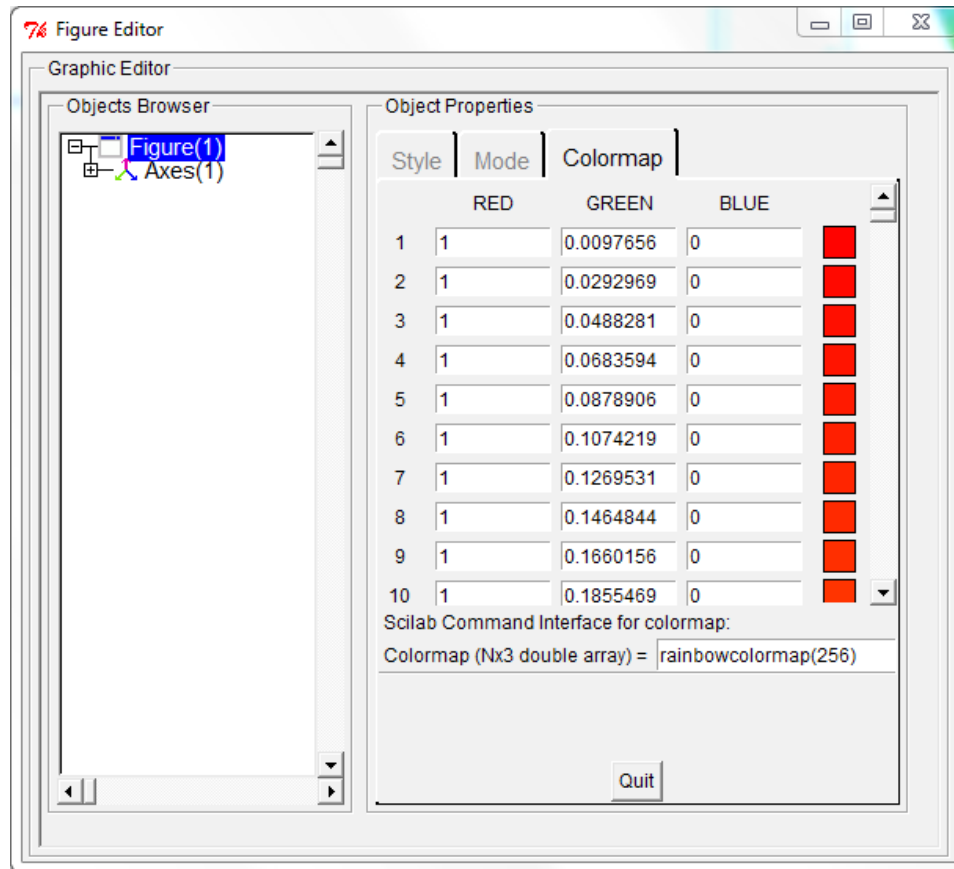 Figure Editor
Graphic Editor
Objects Browser
Figure(1)
Axes(1)
Object Properties
Style Mode Colormap
RED GREEN BLUE
1 1 0.0097656 0
2 1 0.0292969 0
3 1 0.0488281 0
4 1 0.0683594 0
5 1 0.0878906 0
6 1 0.1074219 0
7 1 0.1269531 0
8 1 0.1464844 0
9 1 0.1660156 0
10 1 0.1855469 0
Scilab Command Interface for colormap:
Colormap (Nx3 double array) = rainbowcolormap(256)
Quit